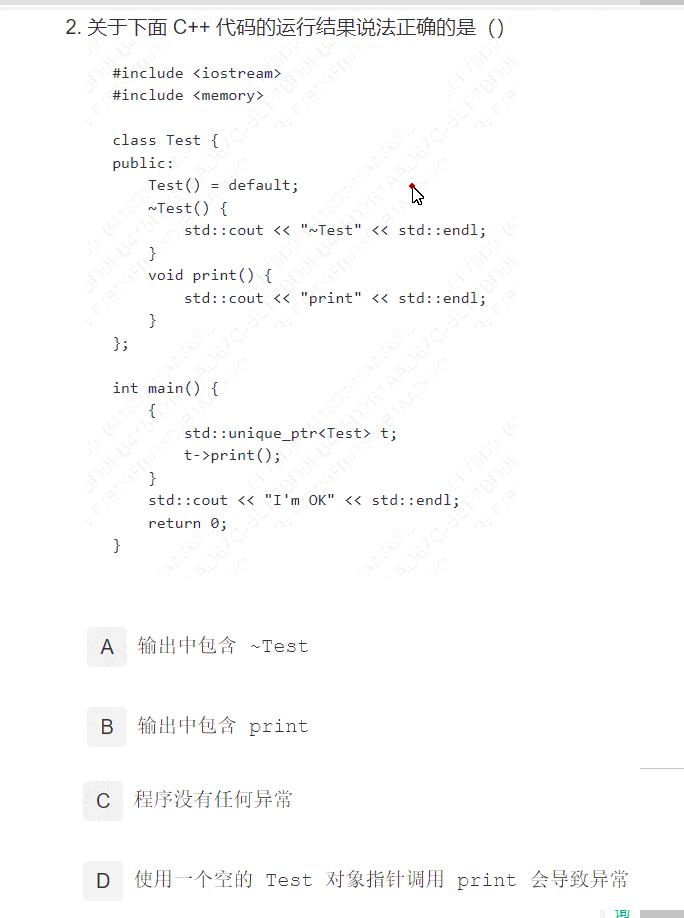 2. 关于下面 C++ 代码的运行结果说法正确的是（）
#include <iostream>
#include <memory>
class Test {
public:
    Test() = default;
    ~Test() {
        std::cout << "~Test" << std::endl;
    }
    void print() {
        std::cout << "print" << std::endl;
    }
};
int main() {
    {
        std::unique_ptr<Test> t;
        t->print();
    }
    std::cout << "I'm OK" << std::endl;
    return 0;
}
A 输出中包含 ~Test
B 输出中包含 print
C 程序没有任何异常
D 使用一个空的 Test 对象指针调用 print 会导致异常